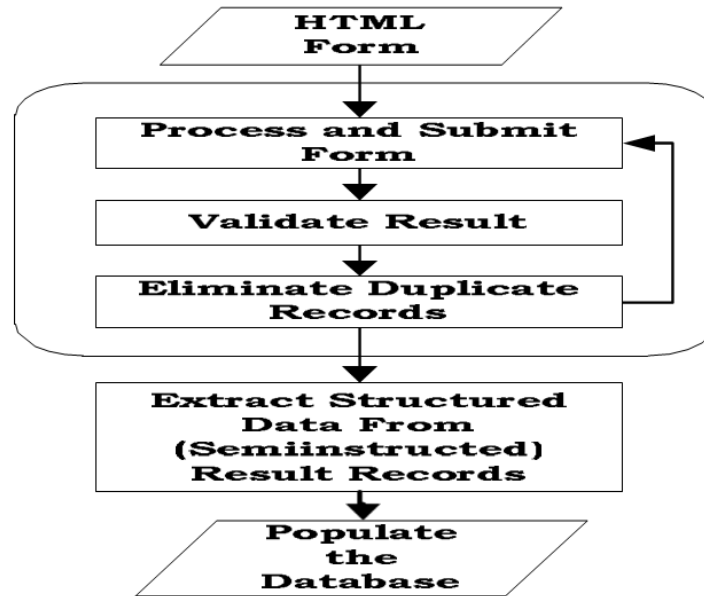 HTML
Form
Process and Submit
Form
Validate Result
Eliminate Duplicate
Records
Extract Structured
Data From
(Semiinstructed)
Result Records
Populate
the
Database